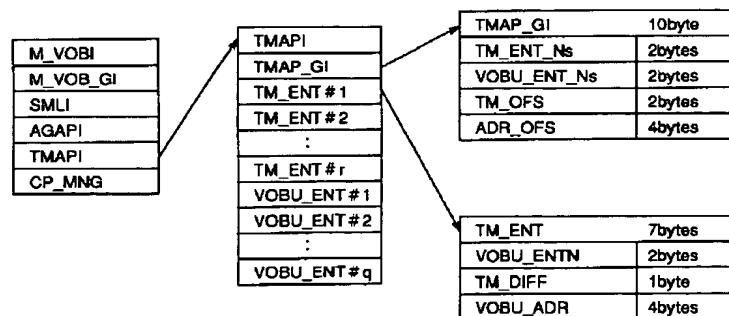 M_VOBI
M_VOB_GI
SMLI
AGAPI
TMAPI
CP_MNG
TMAPI
TMAP_GI
TM_ENT#1
TM_ENT#2
:
TM_ENT#r
VOBU_ENT#1
VOBU_ENT#2
:
VOBU_ENT#q
TMAP_GI 10byte
TM_ENT_Ns 2bytes
VOBU_ENT_Ns 2bytes
TM_OFS 2bytes
ADR_OFS 4bytes
TM_ENT 7bytes
VOBU_ENTN 2bytes
TM_DIFF 1byte
VOBU_ADR 4bytes